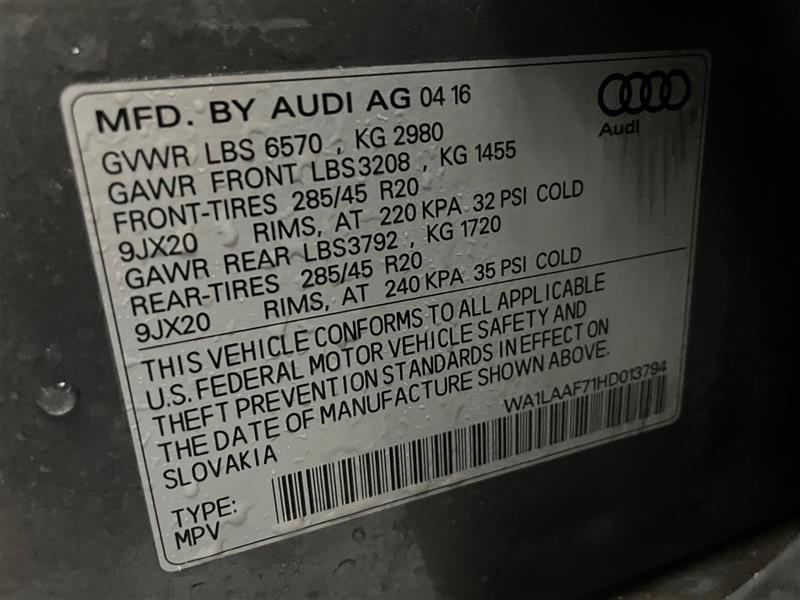 MFD. BY AUDI AG 04 16
Audi
GVWR LBS 6570 , KG 2980
GAWR FRONT LBS3208 , KG 1455
FRONT-TIRES 285/45 R20
9JX20 RIMS, AT 220 KPA 32 PSI COLD
GAWR REAR LBS3792 , KG 1720
REAR-TIRES 285/45 R20
9JX20 RIMS, AT 240 KPA 35 PSI COLD
THIS VEHICLE CONFORMS TO ALL APPLICABLE
U.S. FEDERAL MOTOR VEHICLE SAFETY AND
THEFT PREVENTION STANDARDS IN EFFECT ON
THE DATE OF MANUFACTURE SHOWN ABOVE.
SLOVAKIA
WA1LAAF71HD013794
TYPE:
MPV